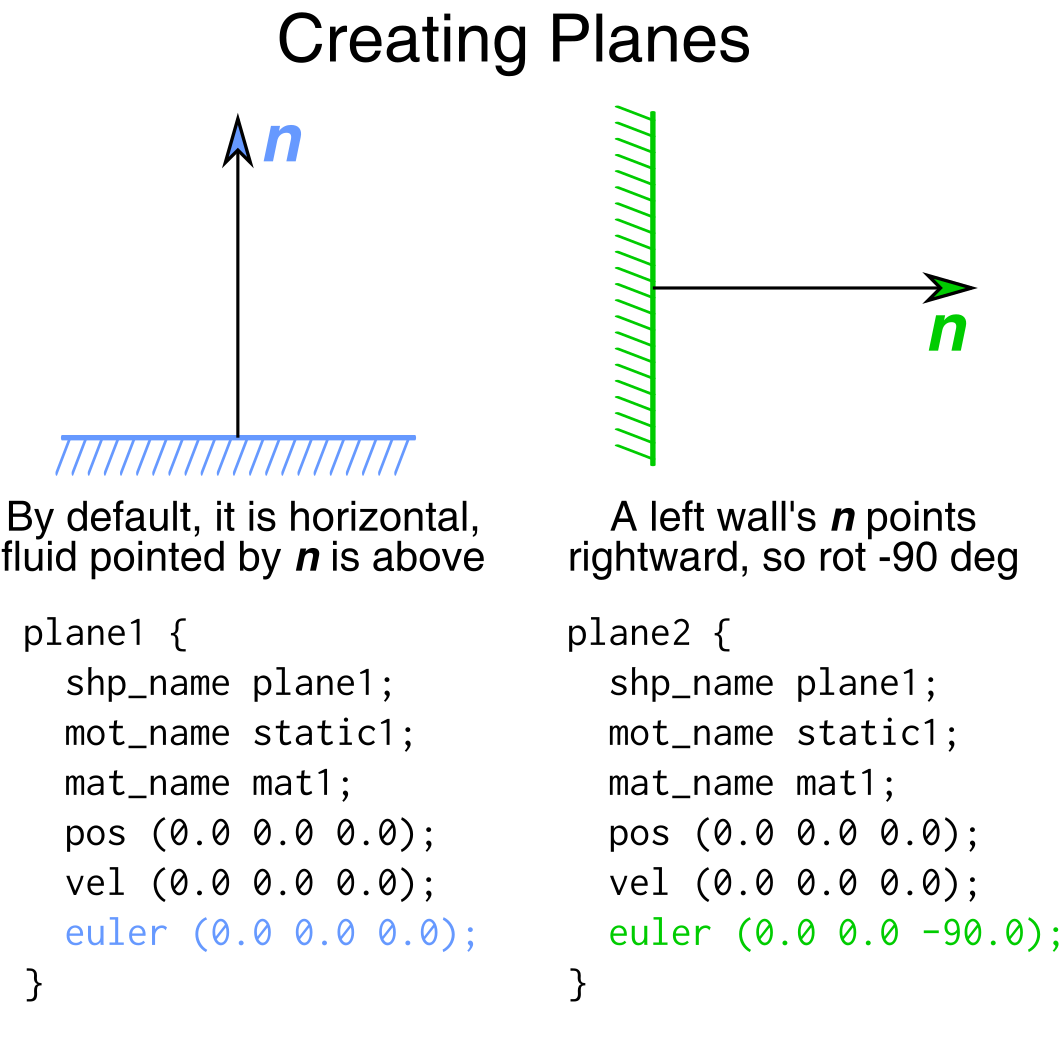 Creating Planes
n
n
By default, it is horizontal,
fluid pointed by n is above
A left wall's n points
rightward, so rot -90 deg
plane1 {
shp_name plane1;
mot_name static1;
mat_name mat1;
pos (0.0 0.0 0.0);
vel (0.0 0.0 0.0);
euler (0.0 0.0 0.0);
}
plane2 {
shp_name plane1;
mot_name static1;
mat_name mat1;
pos (0.0 0.0 0.0);
vel (0.0 0.0 0.0);
euler (0.0 0.0 -90.0);
}